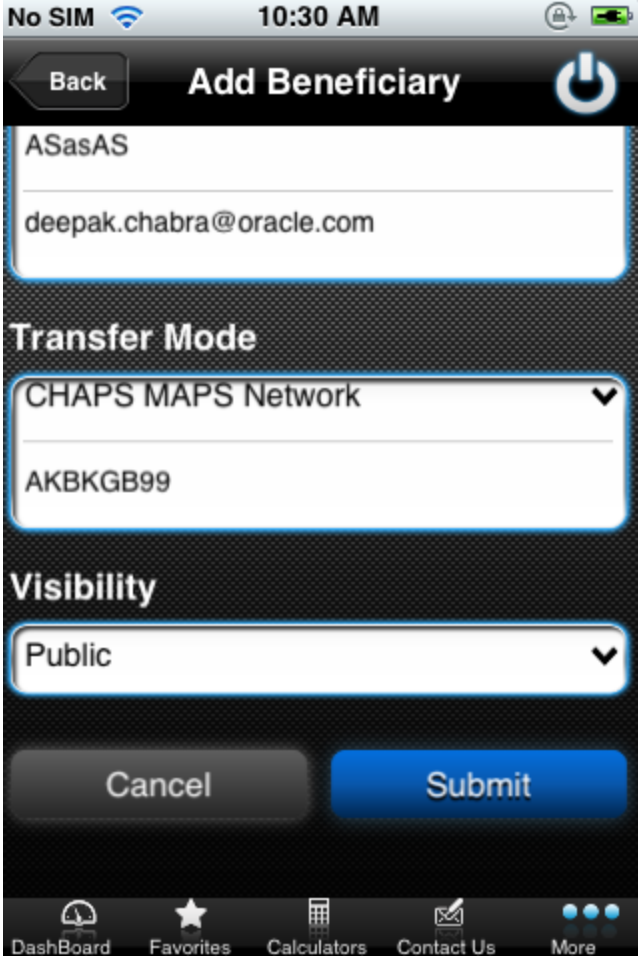 No SIM 10:30 AM
Back Add Beneficiary
ASasAS
deepak.chabra@oracle.com
Transfer Mode
CHAPS MAPS Network
AKBKGB99
Visibility
Public
Cancel Submit
DashBoard Favorites Calculators Contact Us More